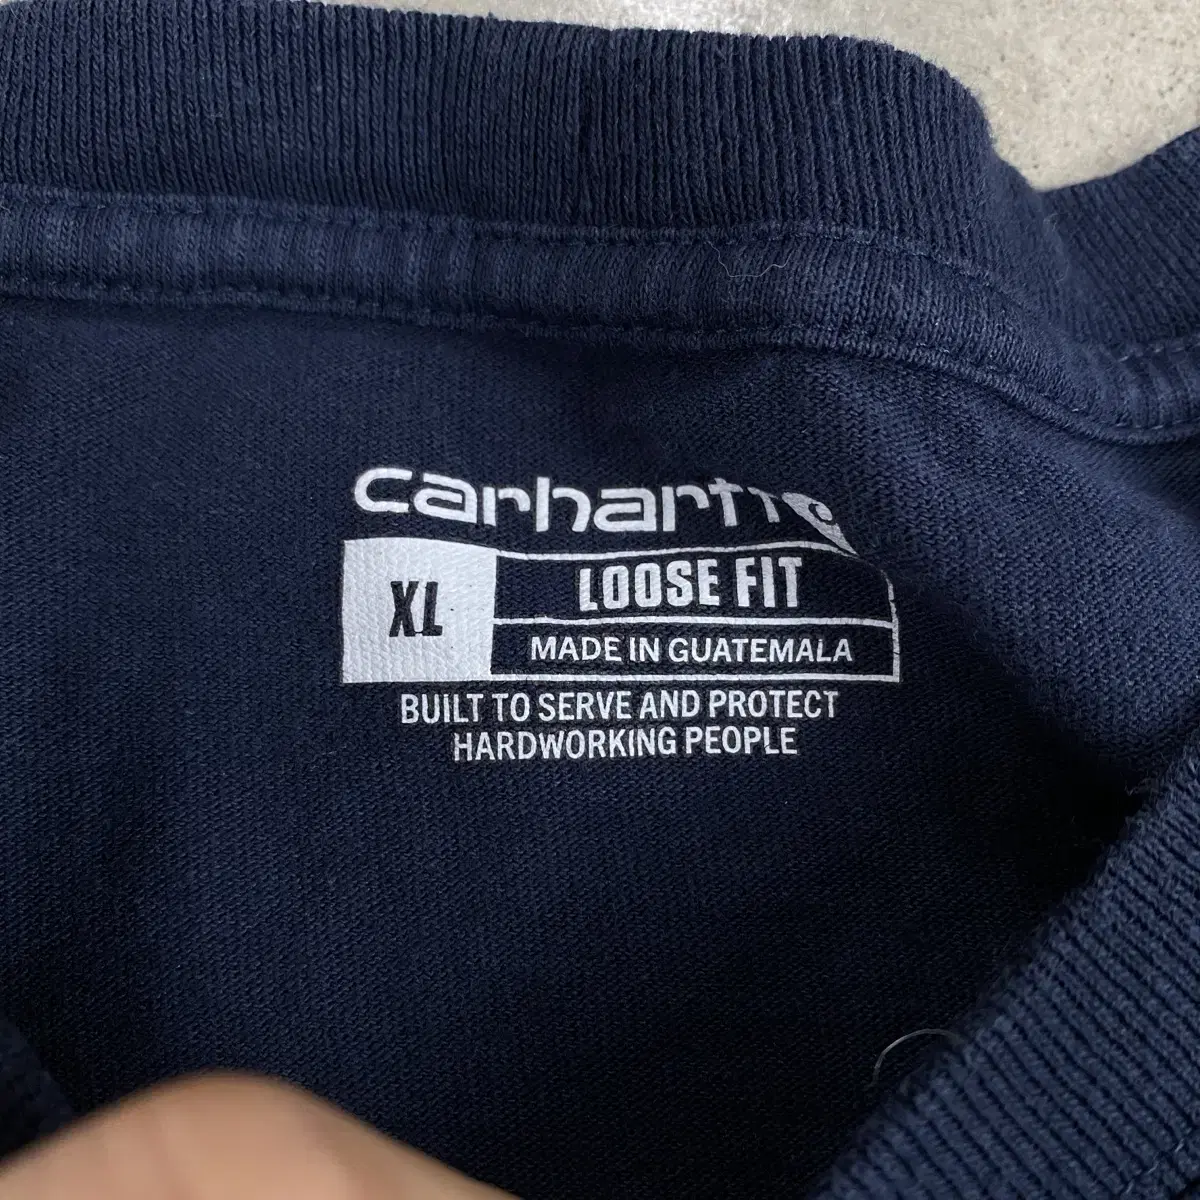 carhartt
XL
LOOSE FIT
MADE IN GUATEMALA
BUILT TO SERVE AND PROTECT
HARDWORKING PEOPLE